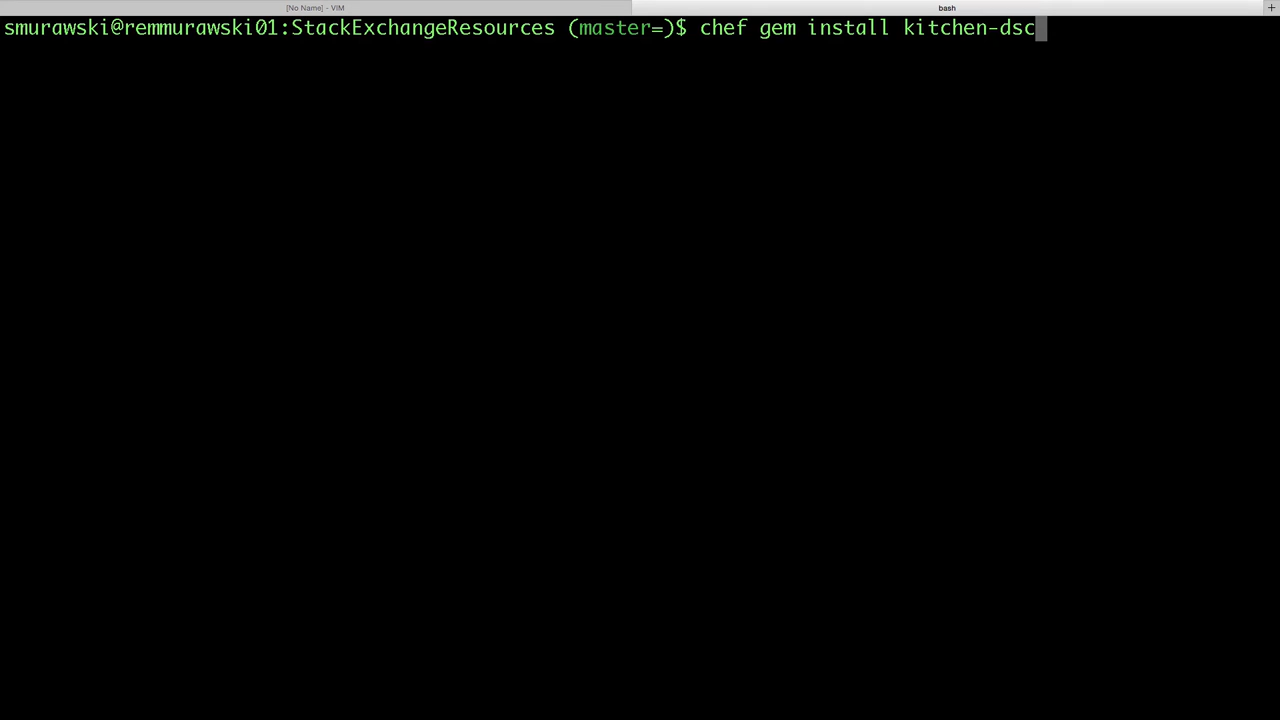 [No Name] - VIM
bash
+
smurawski@remmurawski01:StackExchangeResources (master=)$ chef gem install kitchen-dsc